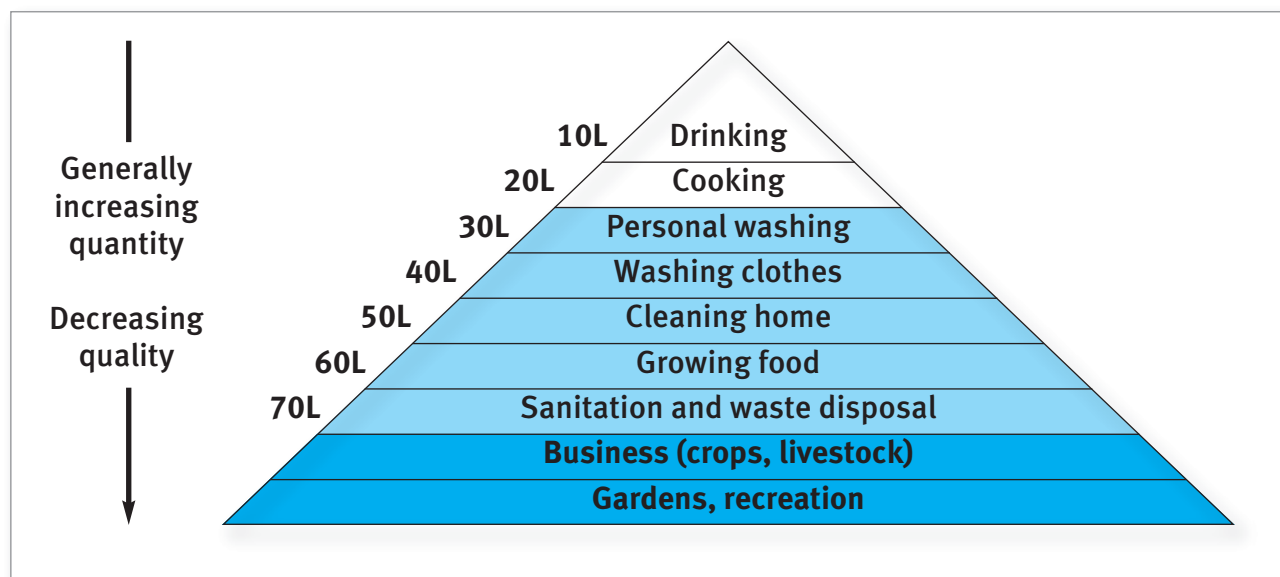 Generally
increasing
quantity
Decreasing
quality
10L Drinking
20L Cooking
30L Personal washing
40L Washing clothes
50L Cleaning home
60L Growing food
70L Sanitation and waste disposal
Business (crops, livestock)
Gardens, recreation